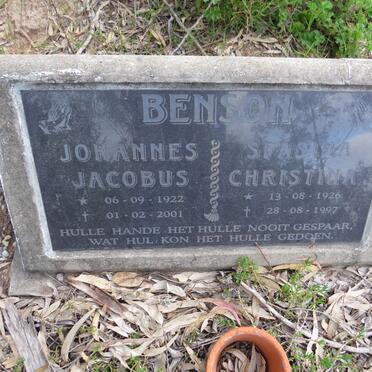 BENSON
JOHANNES
JACOBUS
★ 06-09-1922
✝ 01-02-2001
CHRISTINA
★ 13-08-1926
✝ 28-08-1997
HULLE HANDE HET HULLE NOOIT GESPAAR,
WAT HUL KON HET HULLE GEDOEN.